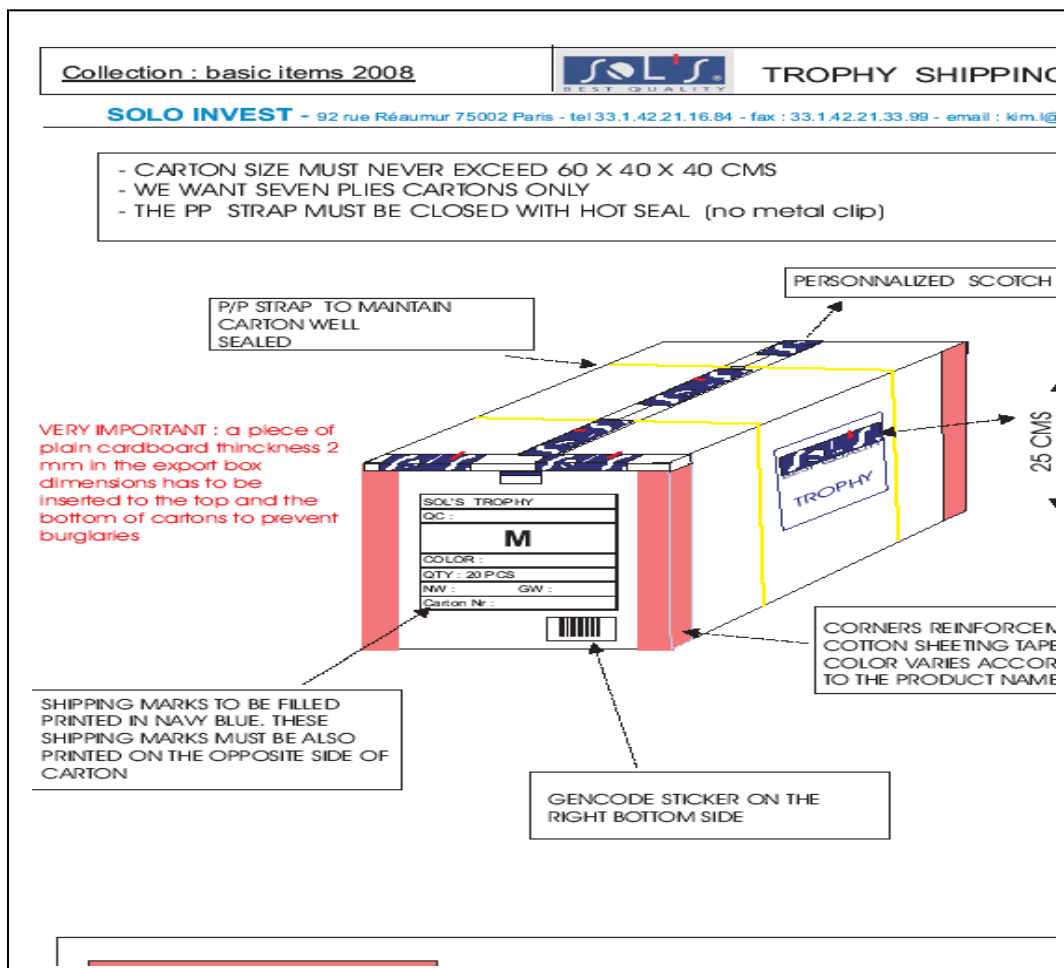 Collection : basic items 2008
SOL'S.
BEST QUALITY
TROPHY SHIPPING
SOLO INVEST - 92 rue Réaumur 75002 Paris - tel 33.1.42.21.16.84 - fax : 33.1.42.21.33.99 - email : kim.l@
- CARTON SIZE MUST NEVER EXCEED 60 X 40 X 40 CMS
- WE WANT SEVEN PLIES CARTONS ONLY
- THE PP STRAP MUST BE CLOSED WITH HOT SEAL (no metal clip)
PERSONNALIZED SCOTCH
P/P STRAP TO MAINTAIN
CARTON WELL
SEALED
VERY IMPORTANT : a piece of
plain cardboard thinckness 2
mm in the export box
dimensions has to be
inserted to the top and the
bottom of cartons to prevent
burglaries
SOL'S
TROPHY
25 CMS
SOL'S TROPHY
QC :
M
COLOR :
QTY : 20 PCS
NW : GW :
Carton Nr :
CORNERS REINFORCEM
COTTON SHEETING TAPE
COLOR VARIES ACCOR
TO THE PRODUCT NAME
SHIPPING MARKS TO BE FILLED
PRINTED IN NAVY BLUE. THESE
SHIPPING MARKS MUST BE ALSO
PRINTED ON THE OPPOSITE SIDE OF
CARTON
GENCODE STICKER ON THE
RIGHT BOTTOM SIDE